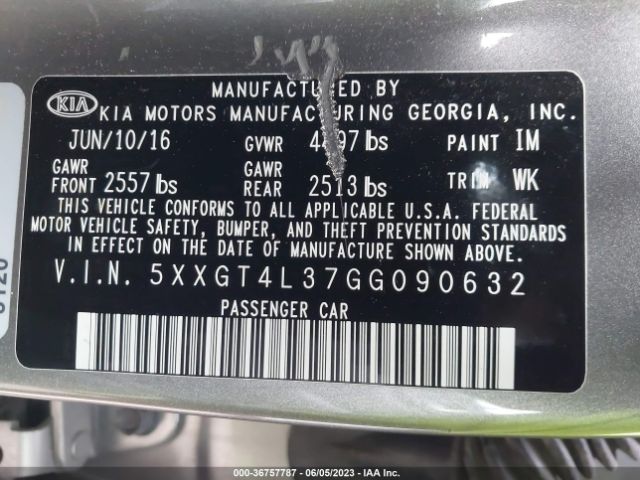 MANUFACTURED BY
KIA KIA MOTORS MANUFACTURING GEORGIA, INC.
JUN/10/16 GVWR lbs PAINT IM
GAWR FRONT 2557 lbs GAWR REAR 2513 lbs TRIM WK
THIS VEHICLE CONFORMS TO ALL APPLICABLE U.S.A. FEDERAL
MOTOR VEHICLE SAFETY, BUMPER, AND THEFT PREVENTION STANDARDS
IN EFFECT ON THE DATE OF MANUFACTURE SHOWN ABOVE.
V.I.N. 5XXGT4L37GG090632
PASSENGER CAR
000-36757787 - 06/05/2023 - IAA Inc.